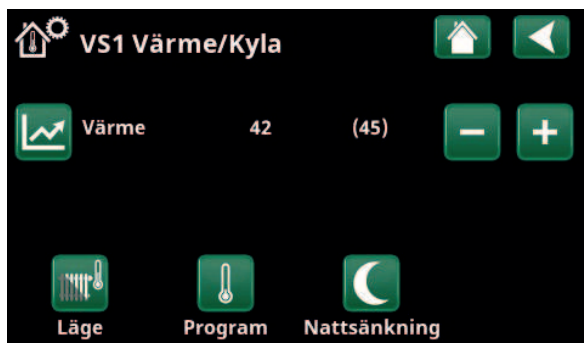 VS1 Värme/Kyla
Värme 42 (45)
Läge Program Nattsänkning